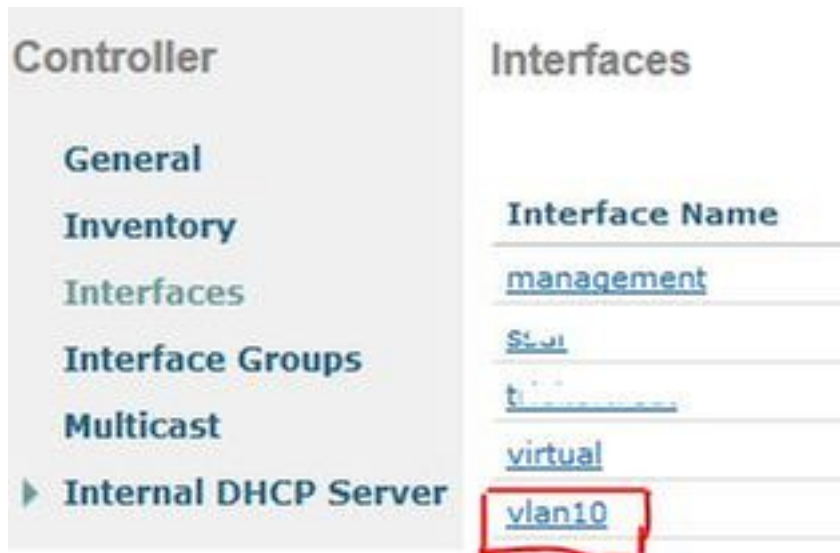 Controller
General
Inventory
Interfaces
Interface Groups
Multicast
Internal DHCP Server
Interfaces
Interface Name
management
virtual
vlan10